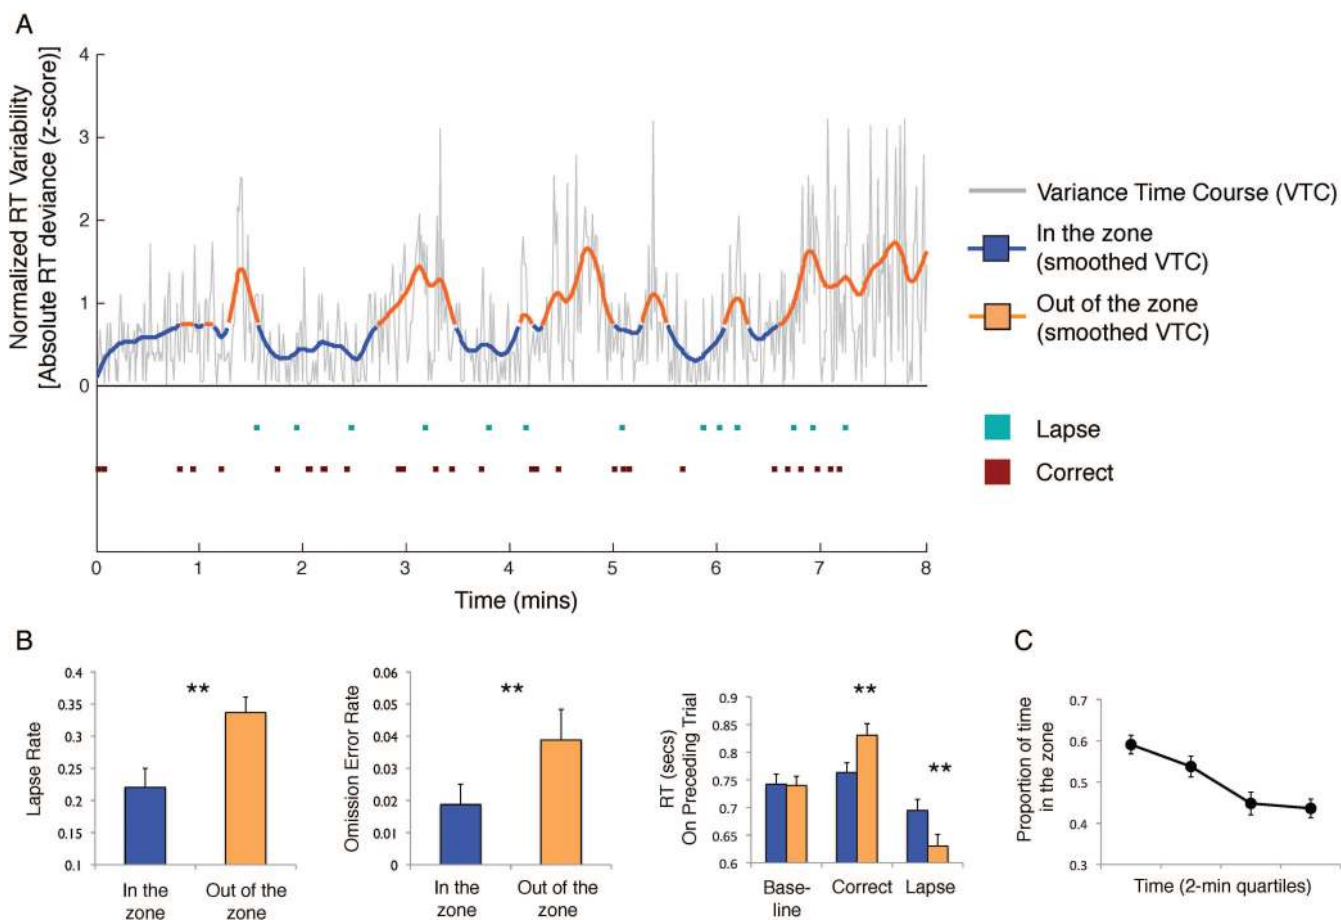 A
Normalized RT Variability
[Absolute RT deviance (z-score)]
4
3
2
1
0
Variance Time Course (VTC)
In the zone
(smoothed VTC)
Out of the zone
(smoothed VTC)
Lapse
Correct
0 1 2 3 4 5 6 7 8
Time (mins)
B
Lapse Rate
0.4
0.35
0.3
0.25
0.2
0.15
0.1
**
In the
zone
Out of the
zone
Omission Error Rate
0.06
0.05
0.04
0.03
0.02
0.01
0
**
In the
zone
Out of the
zone
RT (secs)
On Preceding Trial
0.9
0.85
0.8
0.75
0.7
0.65
0.6
**
**
Base-
line
Correct
Lapse
C
Proportion of time
in the zone
0.7
0.6
0.5
0.4
0.3
Time (2-min quartiles)